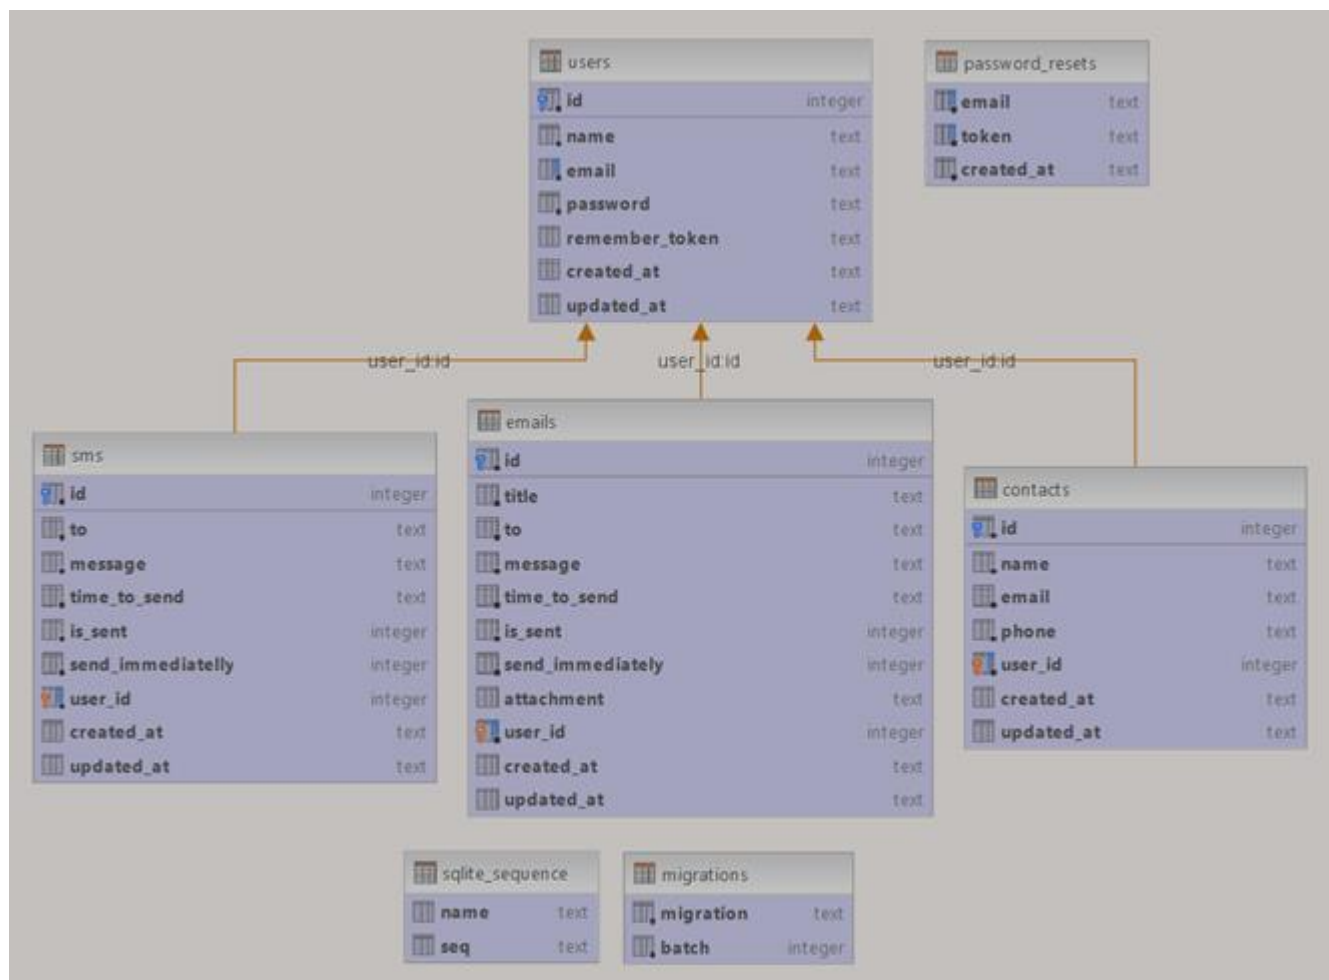 users
id integer
name text
email text
password text
remember_token text
created_at text
updated_at text
password_resets
email text
token text
created_at text
user_id:id
user_id:id
user_id:id
sms
id integer
to text
message text
time_to_send text
is_sent integer
send_immediatelly integer
user_id integer
created_at text
updated_at text
emails
id integer
title text
to text
message text
time_to_send text
is_sent integer
send_immediately integer
attachment text
user_id integer
created_at text
updated_at text
contacts
id integer
name text
email text
phone text
user_id integer
created_at text
updated_at text
sqlite_sequence
name text
seq text
migrations
migration text
batch integer